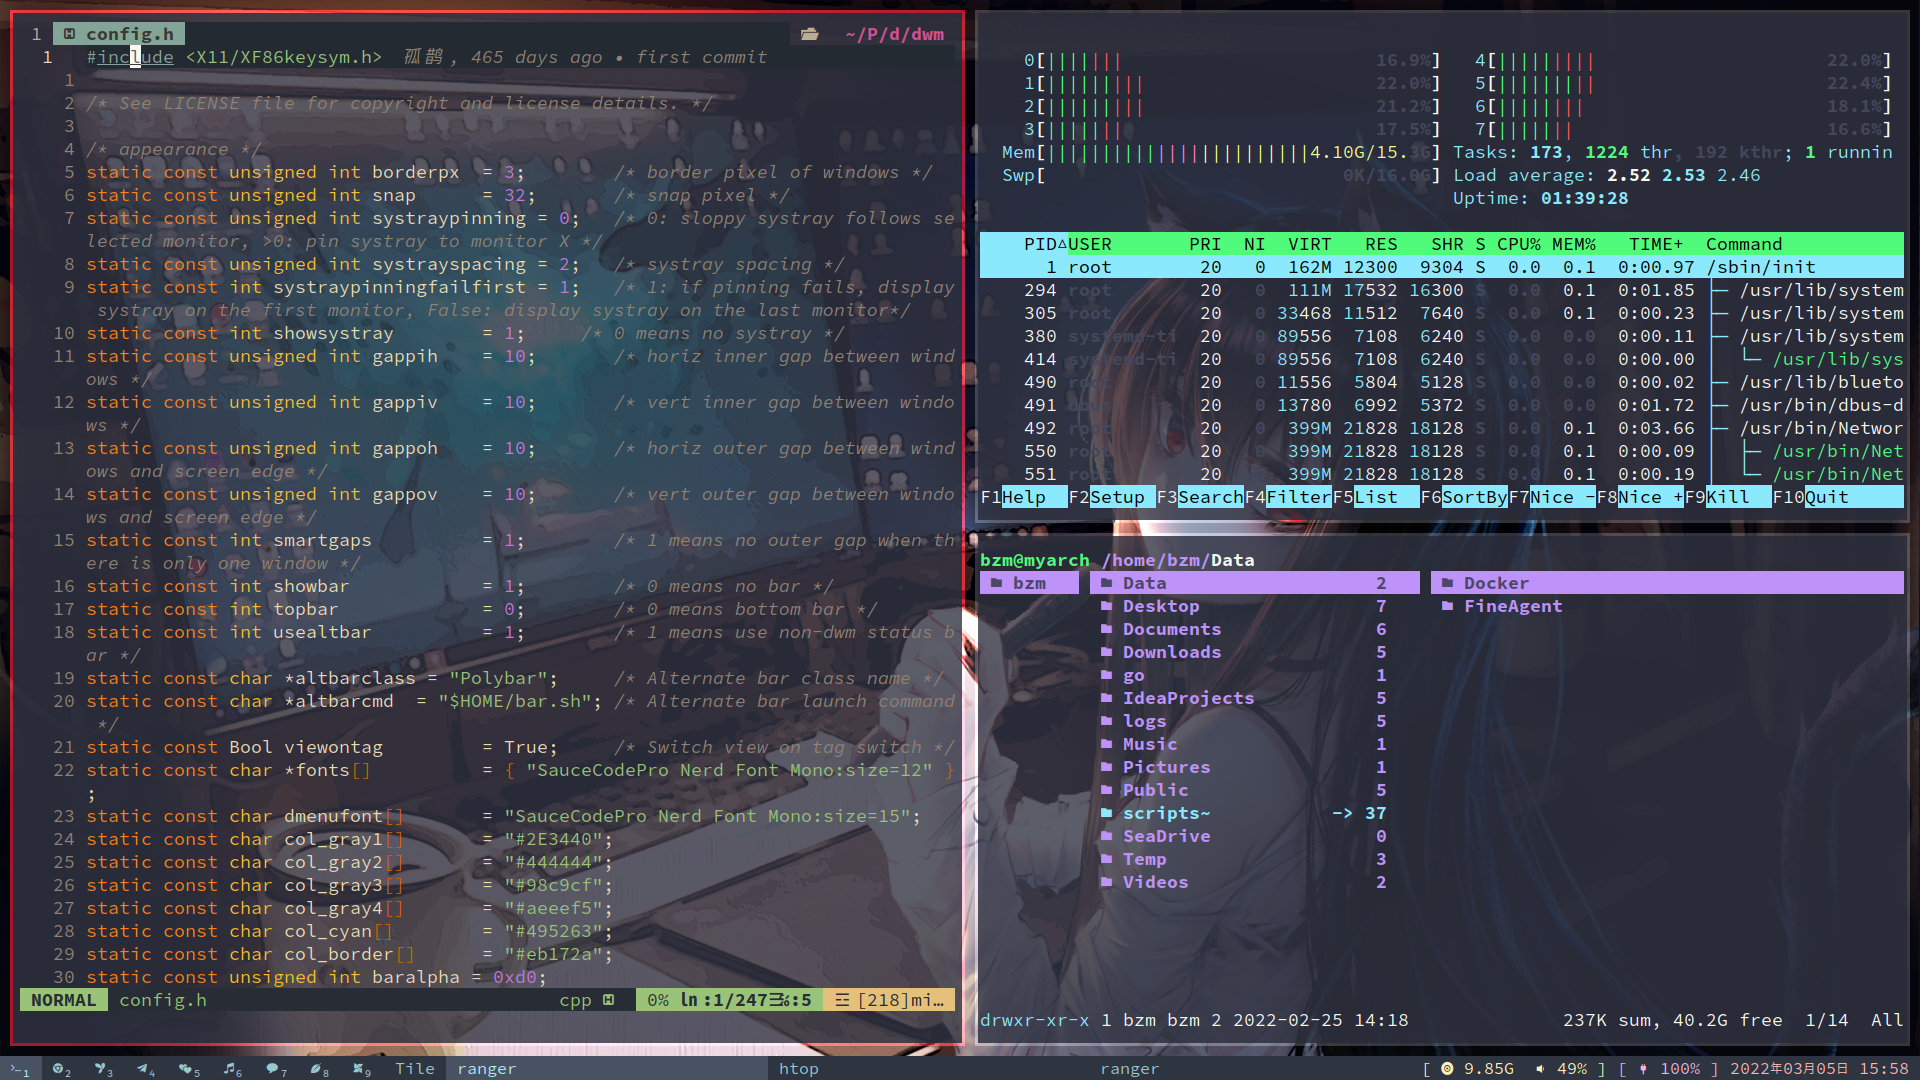 1 config.h ~/P/d/dwm
1 #include <X11/XF86keysym.h> 孤鹊 , 465 days ago • first commit
1
2 /* See LICENSE file for copyright and license details. */
3
4 /* appearance */
5 static const unsigned int borderpx = 3; /* border pixel of windows */
6 static const unsigned int snap = 32; /* snap pixel */
7 static const unsigned int systraypinning = 0; /* 0: sloppy systray follows se
lected monitor, >0: pin systray to monitor X */
8 static const unsigned int systrayspacing = 2; /* systray spacing */
9 static const int systraypinningfailfirst = 1; /* 1: if pinning fails, display
systray on the first monitor, False: display systray on the last monitor*/
10 static const int showsystray = 1; /* 0 means no systray */
11 static const unsigned int gappih = 10; /* horiz inner gap between wind
ows */
12 static const unsigned int gappiv = 10; /* vert inner gap between windo
ws */
13 static const unsigned int gappoh = 10; /* horiz outer gap between wind
ows and screen edge */
14 static const unsigned int gappov = 10; /* vert outer gap between windo
ws and screen edge */
15 static const int smartgaps = 1; /* 1 means no outer gap when th
ere is only one window */
16 static const int showbar = 1; /* 0 means no bar */
17 static const int topbar = 0; /* 0 means bottom bar */
18 static const int usealtbar = 1; /* 1 means use non-dwm status b
ar */
19 static const char *altbarclass = "Polybar"; /* Alternate bar class name */
20 static const char *altbarcmd = "$HOME/bar.sh"; /* Alternate bar launch command
*/
21 static const Bool viewontag = True; /* Switch view on tag switch */
22 static const char *fonts[] = { "SauceCodePro Nerd Font Mono:size=12" }
;
23 static const char dmenufont[] = "SauceCodePro Nerd Font Mono:size=15";
24 static const char col_gray1[] = "#2E3440";
25 static const char col_gray2[] = "#444444";
26 static const char col_gray3[] = "#98c9cf";
27 static const char col_gray4[] = "#aeeef5";
28 static const char col_cyan[] = "#495263";
29 static const char col_border[] = "#eb172a";
30 static const unsigned int baralpha = 0xd0;
NORMAL config.h cpp 0% ln :1/247 %:5 [218]mi…
0[|||||||16.9%] 4[|||||||||22.0%]
1[|||||||||22.0%] 5[|||||||||22.4%]
2[|||||||||21.2%] 6[||||||||18.1%]
3[|||||||17.5%] 7[|||||||16.6%]
Mem[||||||||||||||||||||||||4.10G/15.3G] Tasks: 173, 1224 thr, 192 kthr; 1 runnin
Swp[0K/16.0G] Load average: 2.52 2.53 2.46
Uptime: 01:39:28
PID△USER PRI NI VIRT RES SHR S CPU% MEM% TIME+ Command
1 root 20 0 162M 12300 9304 S 0.0 0.1 0:00.97 /sbin/init
294 root 20 0 111M 17532 16300 S 0.0 0.1 0:01.85 ├─ /usr/lib/system
305 root 20 0 33468 11512 7640 S 0.0 0.1 0:00.23 ├─ /usr/lib/system
380 systemd-ti 20 0 89556 7108 6240 S 0.0 0.0 0:00.11 ├─ /usr/lib/system
414 systemd-ti 20 0 89556 7108 6240 S 0.0 0.0 0:00.00 │ └─ /usr/lib/sys
490 root 20 0 11556 5804 5128 S 0.0 0.0 0:00.02 ├─ /usr/lib/blueto
491 dbus 20 0 13780 6992 5372 S 0.0 0.0 0:01.72 ├─ /usr/bin/dbus-d
492 root 20 0 399M 21828 18128 S 0.0 0.1 0:03.66 ├─ /usr/bin/Networ
550 root 20 0 399M 21828 18128 S 0.0 0.1 0:00.09 │ ├─ /usr/bin/Net
551 root 20 0 399M 21828 18128 S 0.0 0.1 0:00.19 │ └─ /usr/bin/Net
F1Help F2Setup F3SearchF4FilterF5List F6SortByF7Nice -F8Nice +F9Kill F10Quit
bzm@myarch /home/bzm/Data
bzm Data 2 Docker
Desktop 7 FineAgent
Documents 6
Downloads 5
go 1
IdeaProjects 5
logs 5
Music 1
Pictures 1
Public 5
scripts~ -> 37
SeaDrive 0
Temp 3
Videos 2
drwxr-xr-x 1 bzm bzm 2 2022-02-25 14:18 237K sum, 40.2G free 1/14 All
1 2 3 4 5 6 7 8 9 Tile ranger htop ranger [ 9.85G 49% ] [ 100% ] 2022年03月05日 15:58